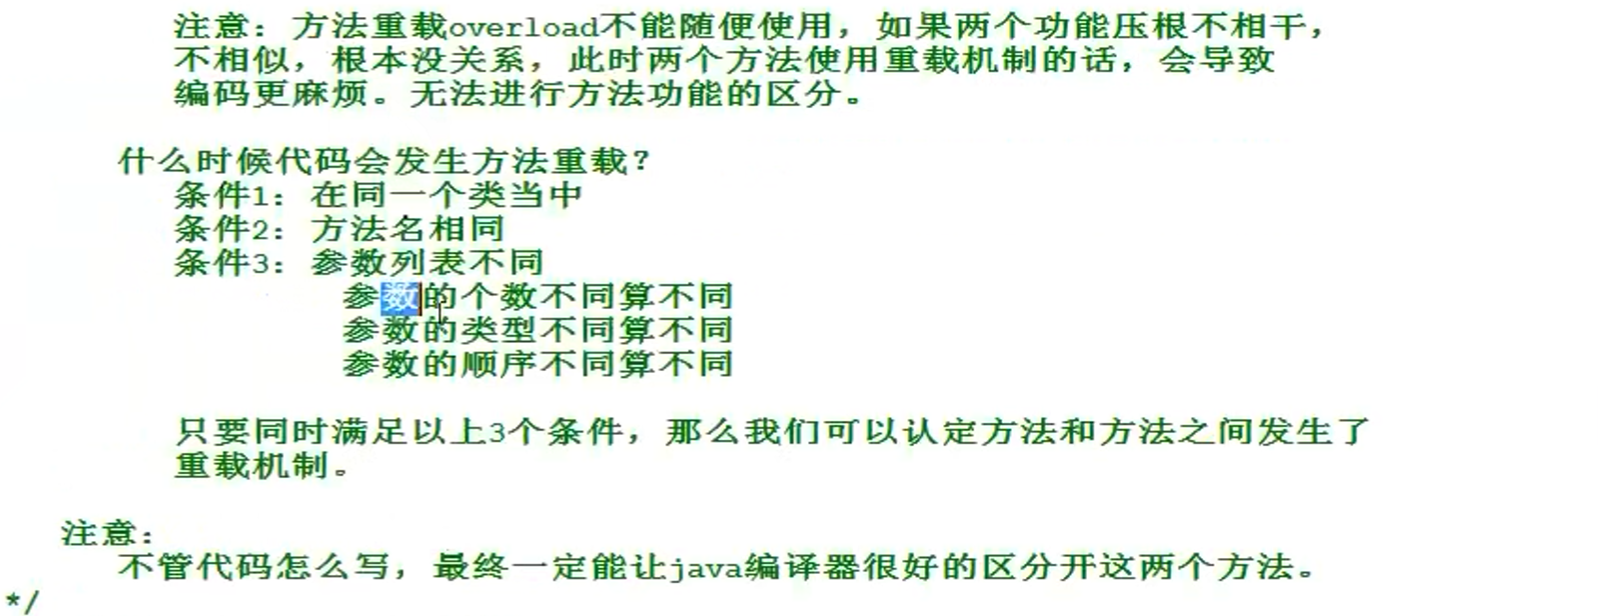 注意：方法重载overload不能随便使用，如果两个功能压根不相干，
不相似，根本没关系，此时两个方法使用重载机制的话，会导致
编码更麻烦。无法进行方法功能的区分。
什么时候代码会发生方法重载？
条件1：在同一个类当中
条件2：方法名相同
条件3：参数列表不同
参数的个数不同算不同
参数的类型不同算不同
参数的顺序不同算不同
只要同时满足以上3个条件，那么我们可以认定方法和方法之间发生了
重载机制。
注意：
不管代码怎么写，最终一定能让java编译器很好的区分开这两个方法。
*/